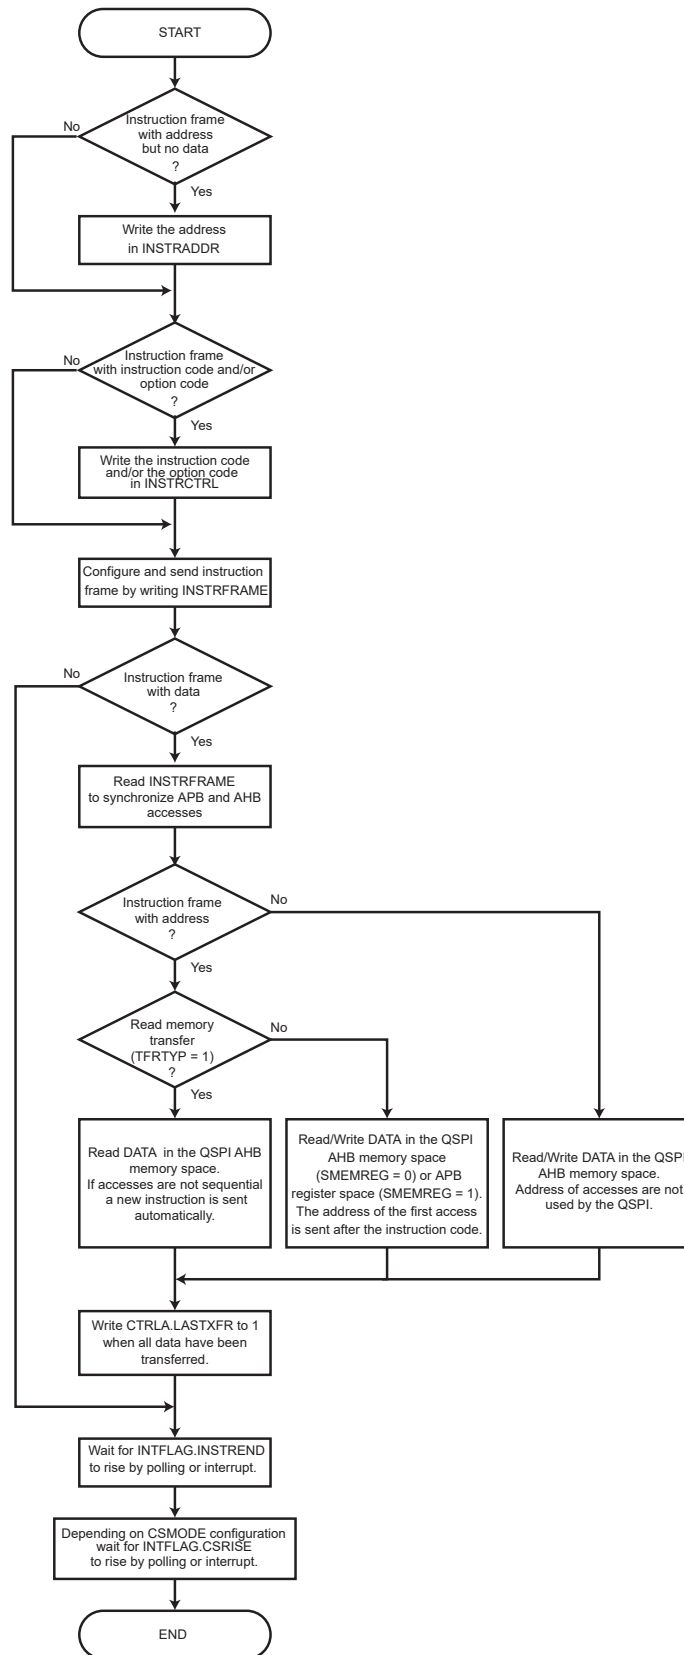 START
No
Instruction frame
with address
but no data
?
Yes
Write the address
in INSTRADDR
No
Instruction frame
with instruction code and/or
option code
?
Yes
Write the instruction code
and/or the option code
in INSTRCTRL
Configure and send instruction
frame by writing INSTRFRAME
No
Instruction frame
with data
?
Yes
Read INSTRFRAME
to synchronize APB and AHB
accesses
Instruction frame
with address
?
No
Yes
Read memory
transfer
(TFRTYP = 1)
?
No
Yes
Read DATA in the QSPI AHB
memory space.
If accesses are not sequential
a new instruction is sent
automatically.
Read/Write DATA in the QSPI
AHB memory space
(SMEMREG = 0) or APB
register space (SMEMREG = 1).
The address of the first access
is sent after the instruction code.
Read/Write DATA in the QSPI
AHB memory space.
Address of accesses are not
used by the QSPI.
Write CTRLA.LASTXFR to 1
when all data have been
transferred.
Wait for INTFLAG.INSTREND
to rise by polling or interrupt.
Depending on CSMODE configuration
wait for INTFLAG.CSRISE
to rise by polling or interrupt.
END